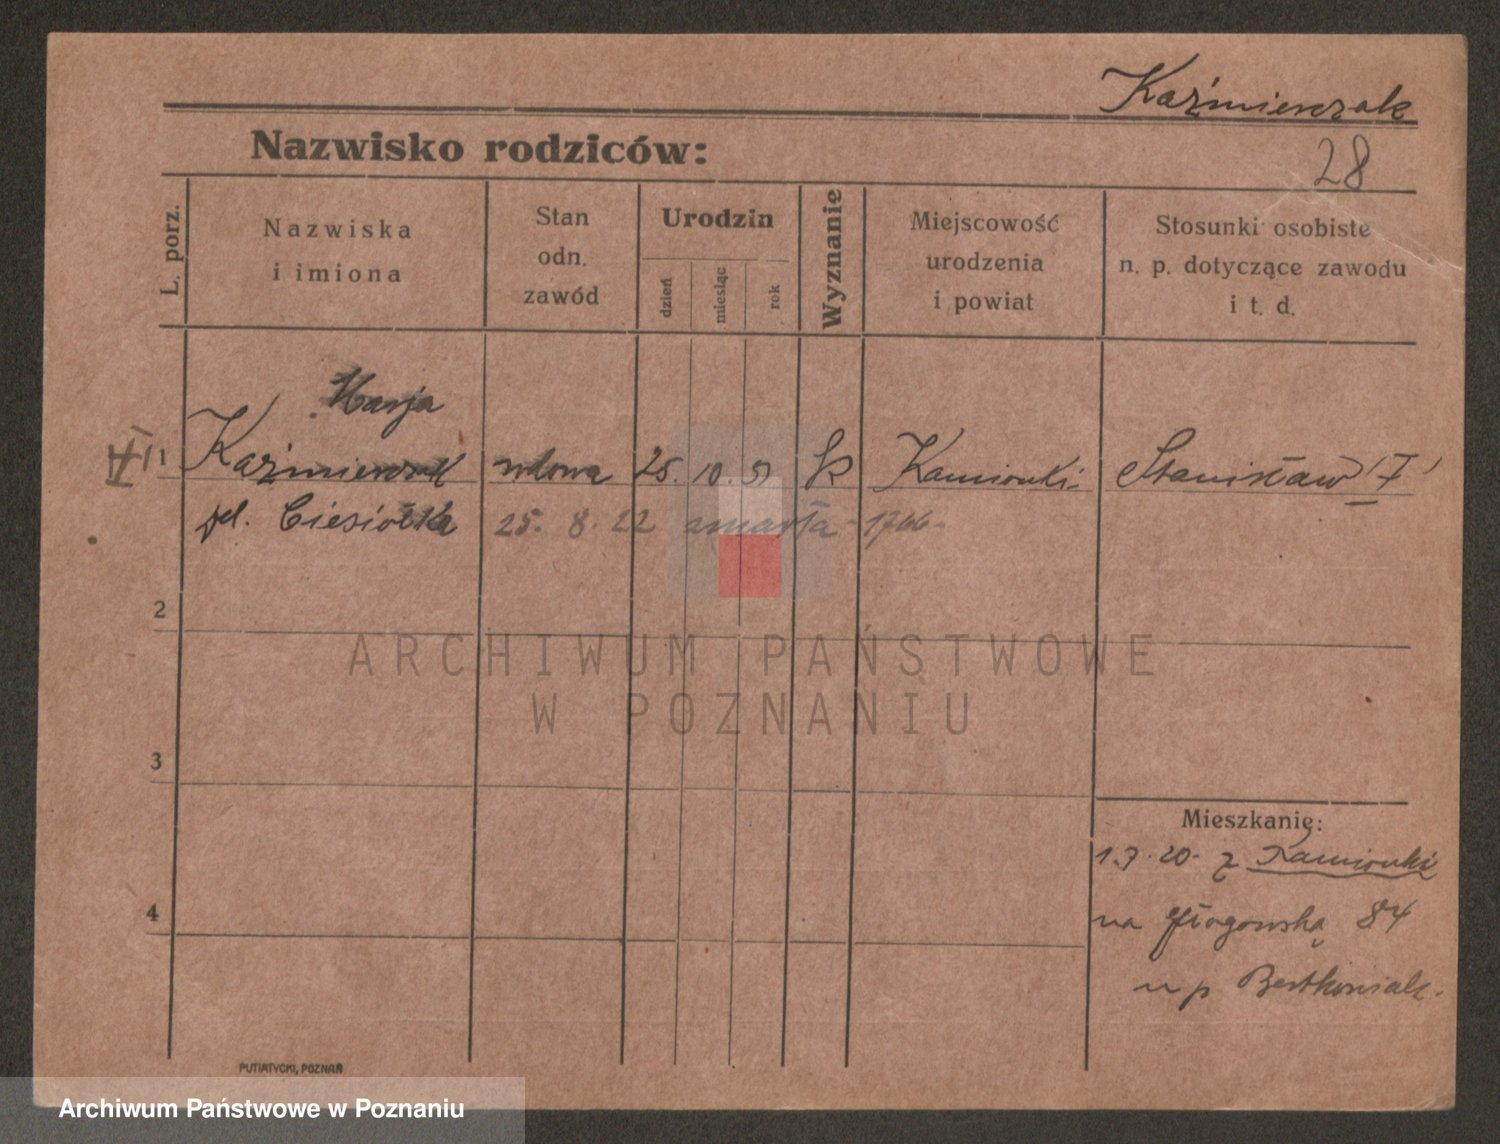 Kaźmierczak
Nazwisko rodziców:
28
L. porz.
Nazwiska
i imiona
Stan
odn.
zawód
Urodzin
dzień
miesiąc
rok
Wyznanie
Miejscowość
urodzenia
i powiat
Stosunki osobiste
n. p. dotyczące zawodu
i t. d.
Marja
1 Kaźmierczak wdowa 25. 10. 51 k Kamionki Stanisław "I"
Ciesiółka 25. 8. 22 zmarła 1766.
2
ARCHIWUM PAŃSTWOWE
W POZNANIU
3
Mieszkanie:
1.7.20. z Kamionki
4
na Głogowską 84
u p Bartkowiak.
PUTIATYCKI, POZNAŃ
Archiwum Państwowe w Poznaniu